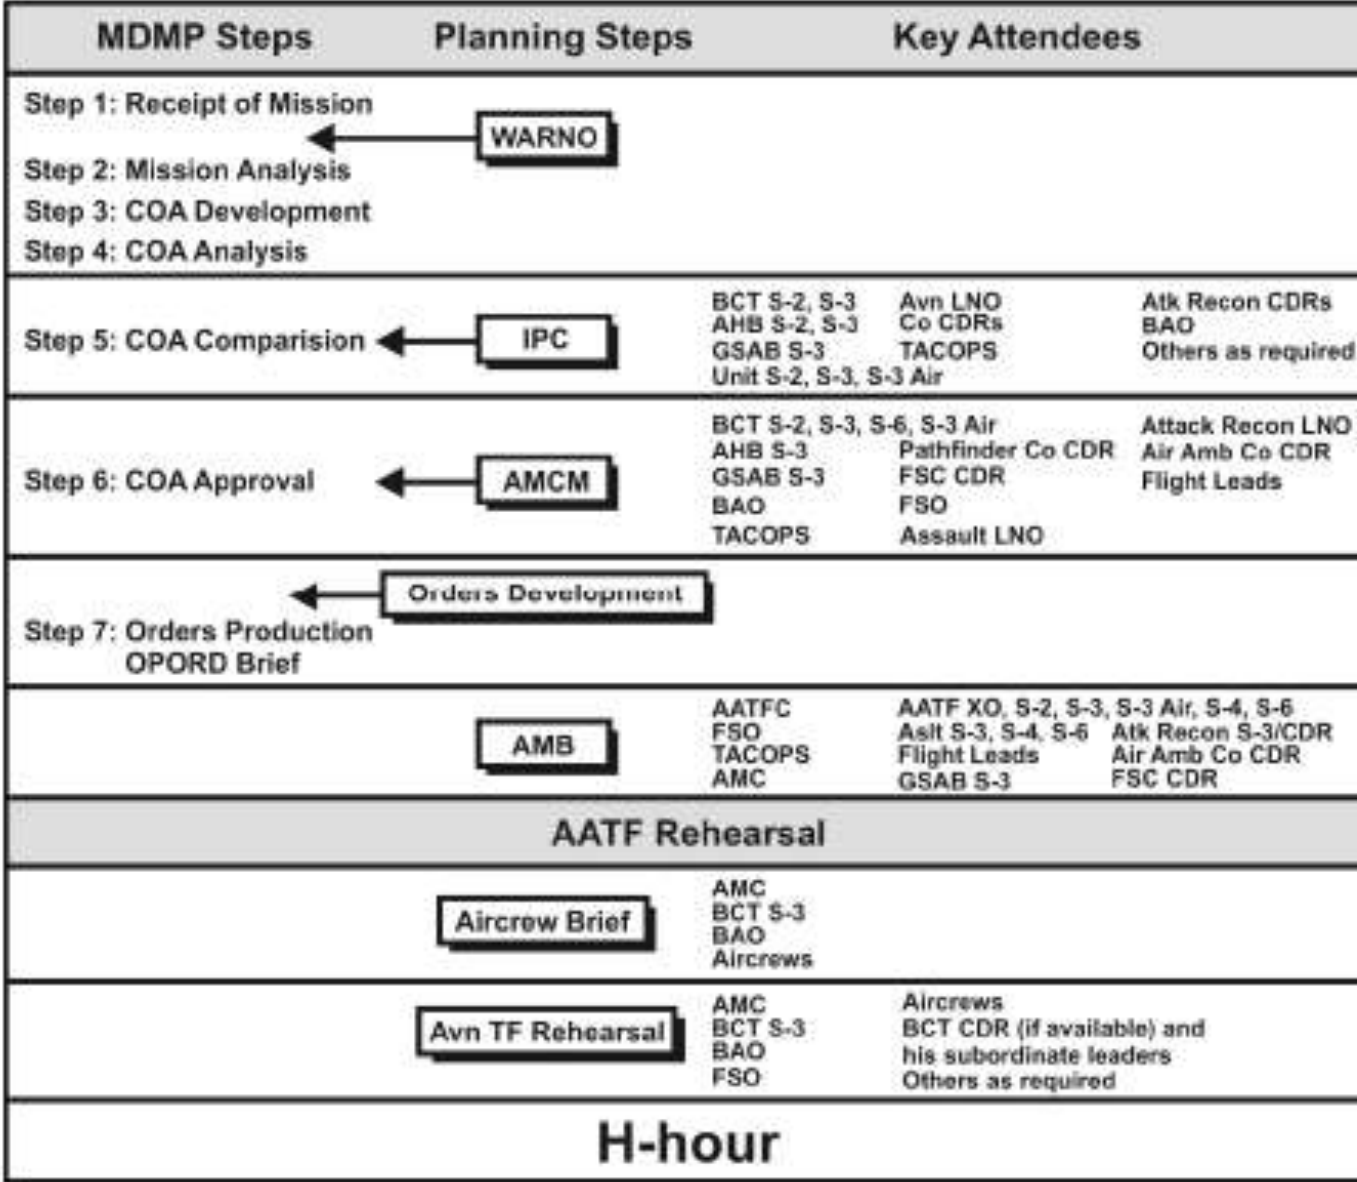 MDMP Steps Planning Steps Key Attendees
Step 1: Receipt of Mission
WARNO
Step 2: Mission Analysis
Step 3: COA Development
Step 4: COA Analysis
Step 5: COA Comparision
IPC
BCT S-2, S-3 Avn LNO Atk Recon CDRs
AHB S-2, S-3 Co CDRs BAO
GSAB S-3 TACOPS Others as required
Unit S-2, S-3, S-3 Air
Step 6: COA Approval
AMCM
BCT S-2, S-3, S-6, S-3 Air Attack Recon LNO
AHB S-3 Pathfinder Co CDR Air Amb Co CDR
GSAB S-3 FSC CDR Flight Leads
BAO FSO
TACOPS Assault LNO
Orders Development
Step 7: Orders Production
OPORD Brief
AMB
AATFC AATF XO, S-2, S-3, S-3 Air, S-4, S-6
FSO Aslt S-3, S-4, S-6 Atk Recon S-3/CDR
TACOPS Flight Leads Air Amb Co CDR
AMC GSAB S-3 FSC CDR
AATF Rehearsal
Aircrew Brief
AMC
BCT S-3
BAO
Aircrews
Avn TF Rehearsal
AMC Aircrews
BCT S-3 BCT CDR (if available) and
BAO his subordinate leaders
FSO Others as required
H-hour